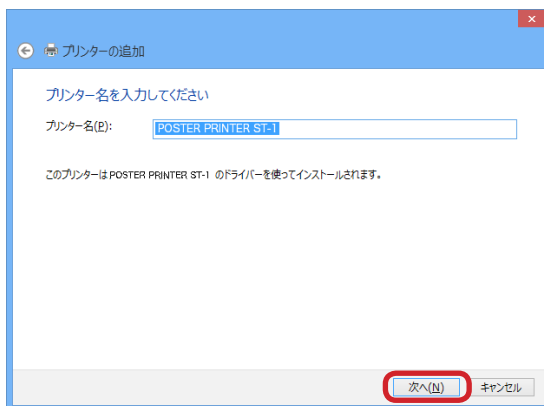 プリンターの追加
プリンター名を入力してください
プリンター名(P): POSTER PRINTER ST-1
このプリンターは POSTER PRINTER ST-1 のドライバーを使ってインストールされます。
次へ(N) キャンセル